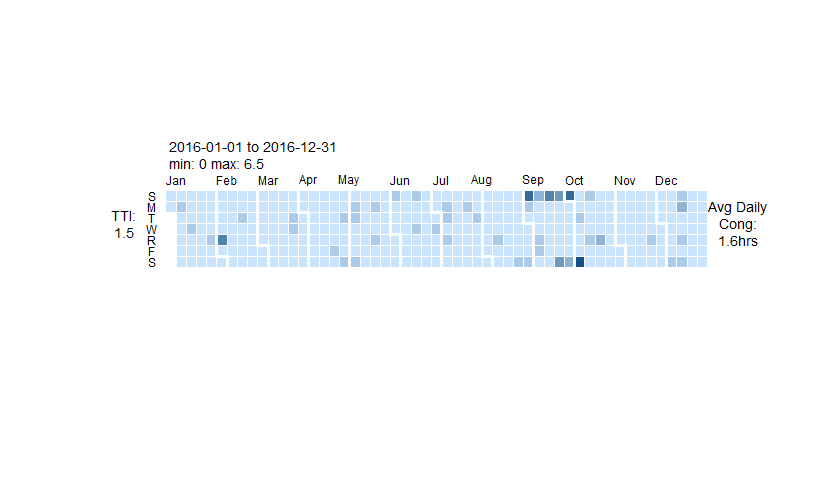 2016-01-01 to 2016-12-31
min: 0 max: 6.5
Jan Feb Mar Apr May Jun Jul Aug Sep Oct Nov Dec
S
M
T
W
R
F
S
TTI:
1.5
Avg Daily
Cong:
1.6hrs